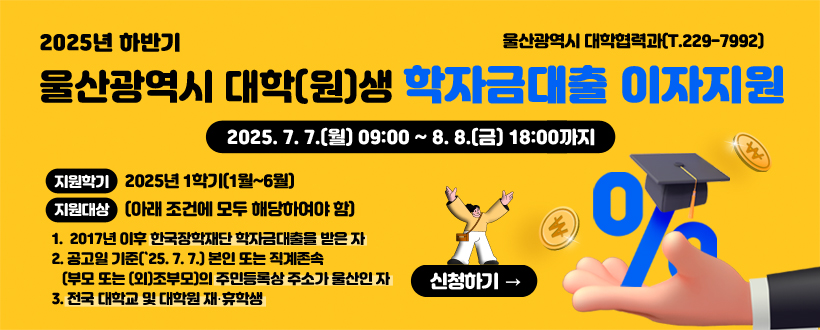 2025년 하반기
울산광역시 대학협력과(T.229-7992)
울산광역시 대학(원)생 학자금대출 이자지원
2025. 7. 7.(월) 09:00 ~ 8. 8.(금) 18:00까지
지원학기 2025년 1학기(1월~6월)
지원대상 (아래 조건에 모두 해당하여야 함)
1. 2017년 이후 한국장학재단 학자금대출을 받은 자
2. 공고일 기준(`25. 7. 7.) 본인 또는 직계존속
(부모 또는 (외)조부모)의 주민등록상 주소가 울산인 자
3. 전국 대학교 및 대학원 재·휴학생
신청하기 →
%
₩
₩